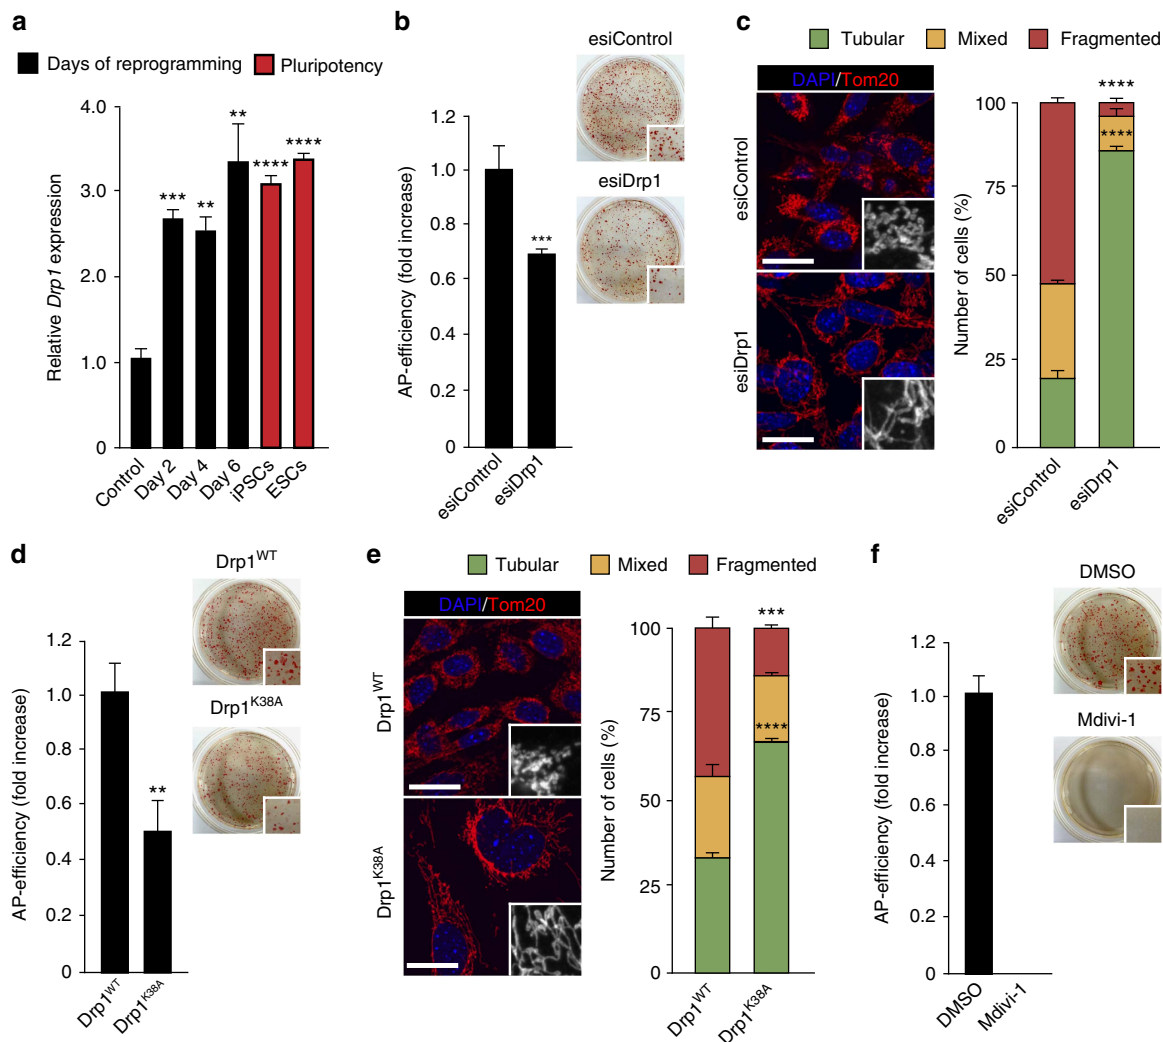 a
Days of reprogramming
Pluripotency
Relative Drp1 expression
4.0
3.0
2.0
1.0
0
**
****
****
***
**
Control
Day 2
Day 4
Day 6
iPSCs
ESCs
b
AP-efficiency (fold increase)
1.2
1.0
0.8
0.6
0.4
0.2
0
***
esiControl
esiDrp1
esiControl
esiDrp1
c
Tubular
Mixed
Fragmented
DAPI/Tom20
esiControl
esiDrp1
Number of cells (%)
100
75
50
25
0
****
****
esiControl
esiDrp1
d
AP-efficiency (fold increase)
1.2
1.0
0.8
0.6
0.4
0.2
0
**
Drp1WT
Drp1K38A
Drp1WT
Drp1K38A
e
Tubular
Mixed
Fragmented
DAPI/Tom20
Drp1WT
Drp1K38A
Number of cells (%)
100
75
50
25
0
***
****
Drp1WT
Drp1K38A
f
AP-efficiency (fold increase)
1.2
1.0
0.8
0.6
0.4
0.2
0
DMSO
Mdivi-1
DMSO
Mdivi-1